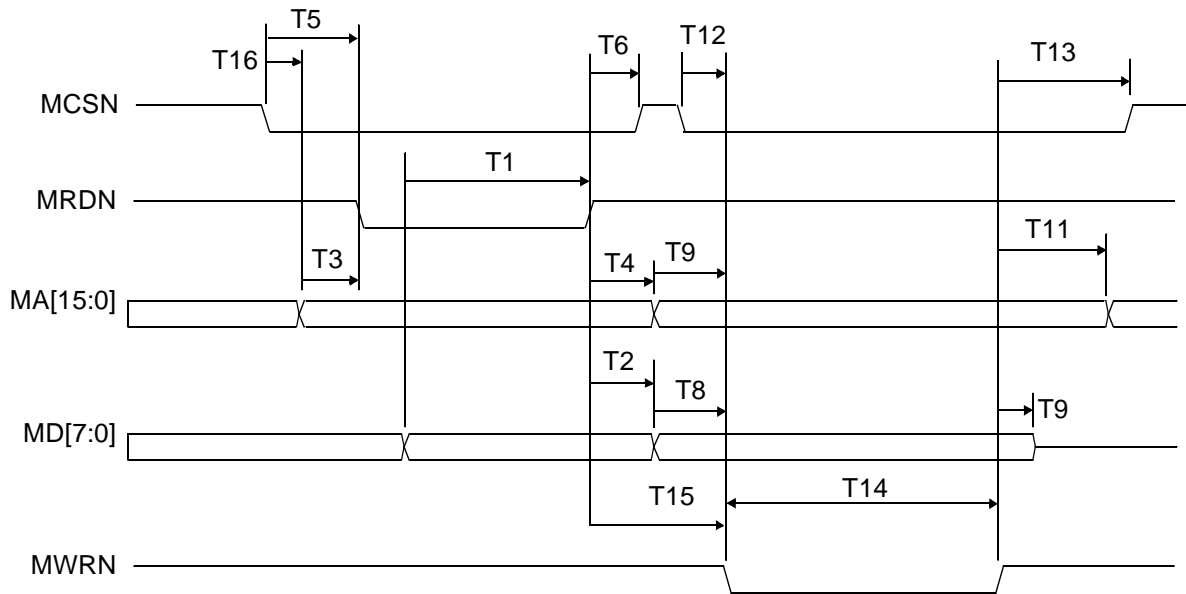 T5
T12
T6
T16
T13
MCSN
T1
MRDN
T11
T3
T4
T9
MA[15:0]
T2
T8
T9
MD[7:0]
T15
T14
MWRN